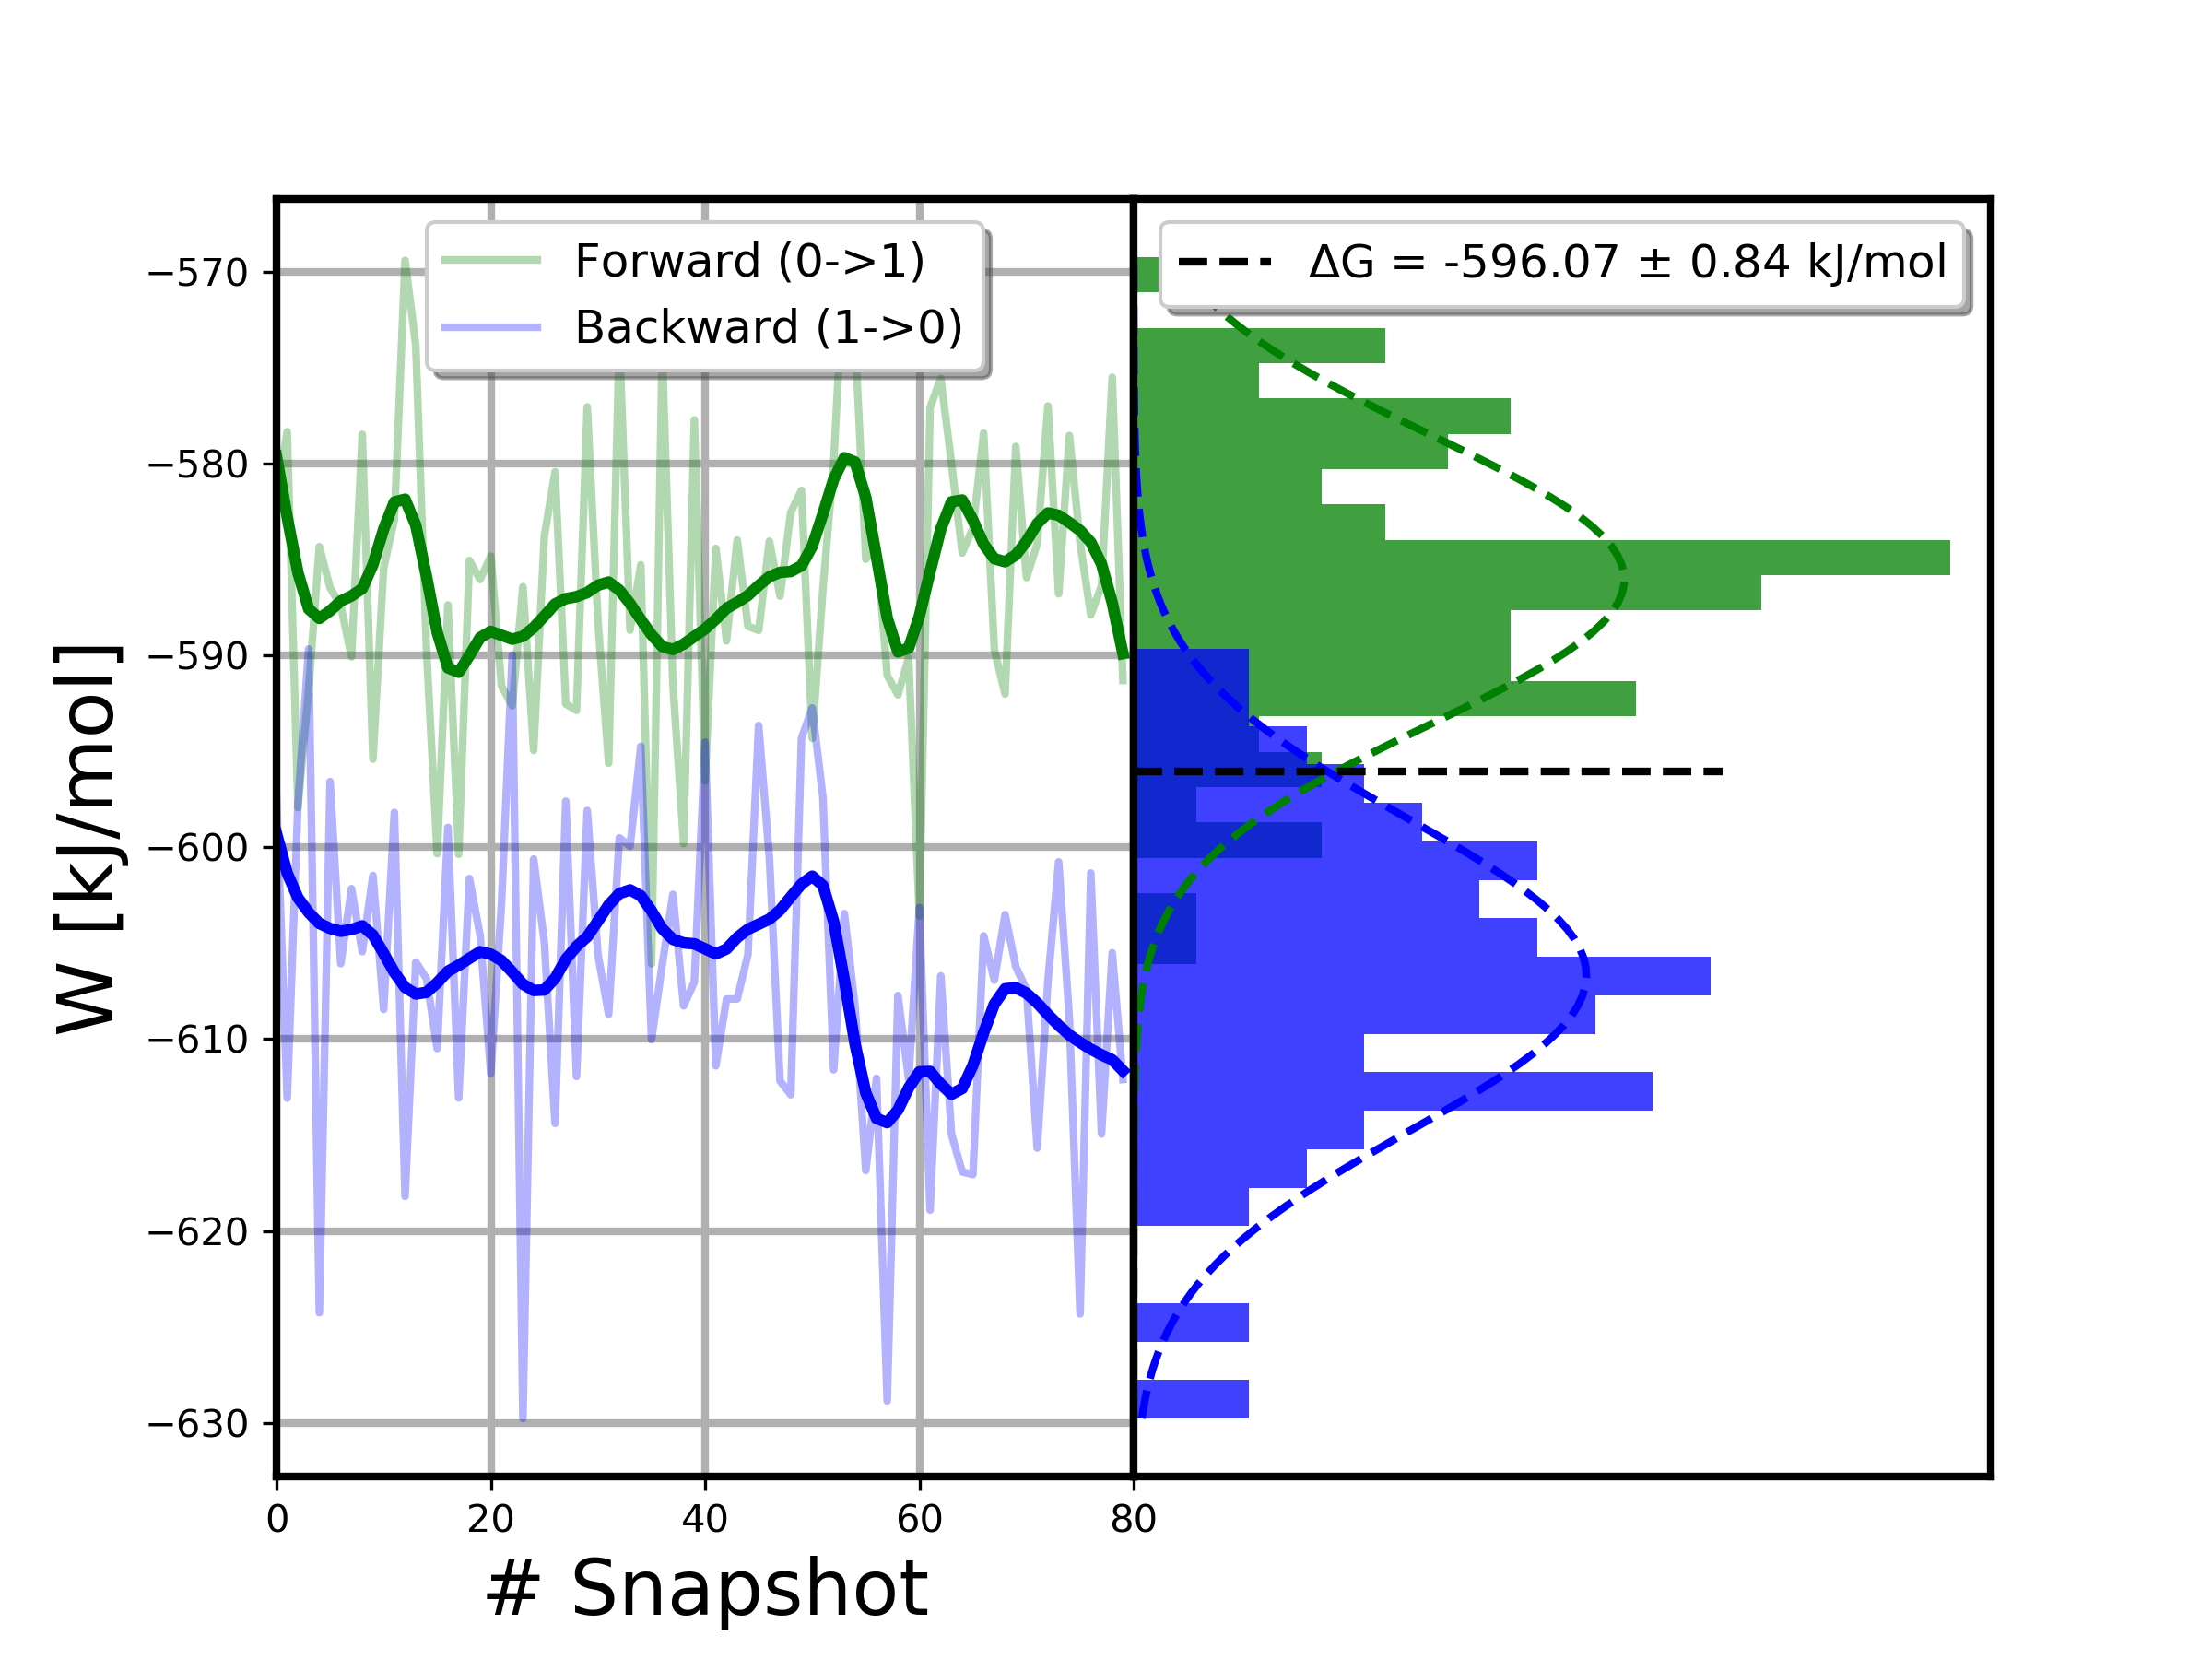 Forward (0->1)
Backward (1->0)
ΔG = -596.07 ± 0.84 kJ/mol
W [kJ/mol]
−570
−580
−590
−600
−610
−620
−630
0 20 40 60 80
# Snapshot